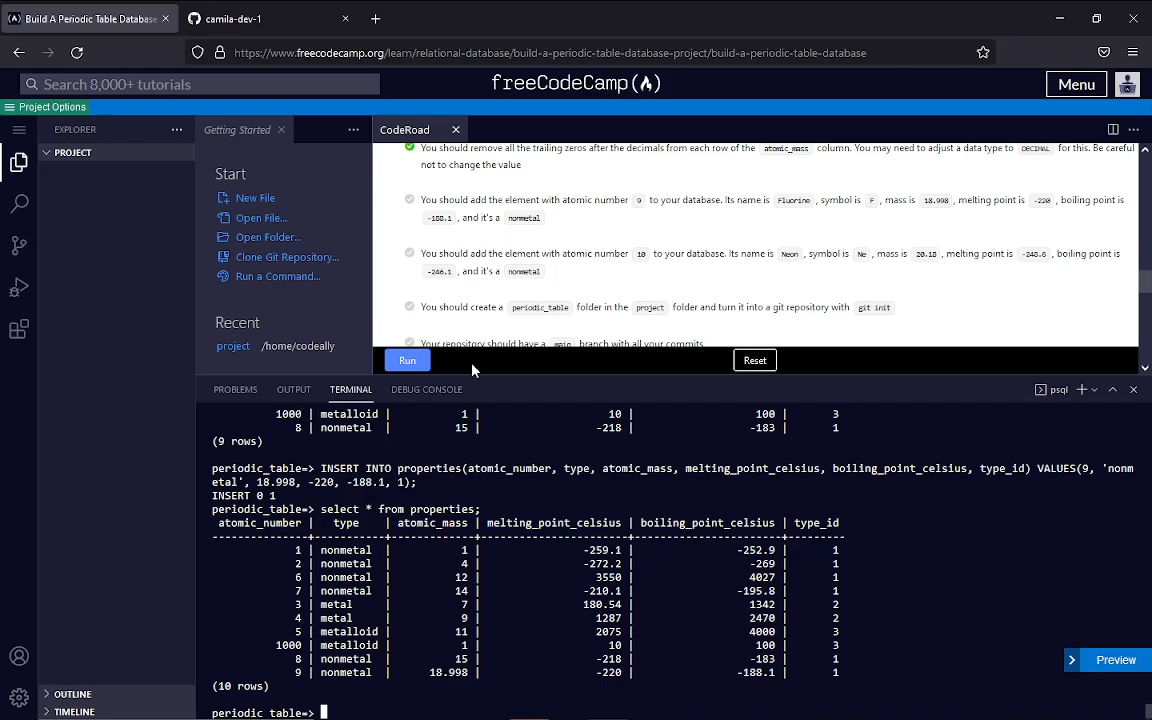 Build A Periodic Table Database
camila-dev-1
https://www.freecodecamp.org/learn/relational-database/build-a-periodic-table-database-project/build-a-periodic-table-database
Search 8,000+ tutorials
freeCodeCamp
Menu
Project Options
EXPLORER
Getting Started
CodeRoad
PROJECT
Start
New File
Open File...
Open Folder...
Clone Git Repository...
Run a Command...
Recent
project /home/codeally
You should remove all the trailing zeros after the decimals from each row of the atomic_mass column. You may need to adjust a data type to DECIMAL for this. Be careful
not to change the value
You should add the element with atomic number 9 to your database. Its name is Fluorine , symbol is F , mass is 18.998 , melting point is -220 , boiling point is
-188.1 , and it's a nonmetal
You should add the element with atomic number 10 to your database. Its name is Neon , symbol is Ne , mass is 20.18 , melting point is -248.6 , boiling point is
-246.1 , and it's a nonmetal
You should create a periodic_table folder in the project folder and turn it into a git repository with git init
Your repository should have a main branch with all your commits
Run
Reset
PROBLEMS OUTPUT TERMINAL DEBUG CONSOLE
psql
1000 | metalloid | 1 | 10 | 100 | 3
8 | nonmetal | 15 | -218 | -183 | 1
(9 rows)
periodic_table=> INSERT INTO properties(atomic_number, type, atomic_mass, melting_point_celsius, boiling_point_celsius, type_id) VALUES(9, 'nonm
etal', 18.998, -220, -188.1, 1);
INSERT 0 1
periodic_table=> select * from properties;
atomic_number | type | atomic_mass | melting_point_celsius | boiling_point_celsius | type_id
---------------+-----------+-------------+-----------------------+-----------------------+---------
1 | nonmetal | 1 | -259.1 | -252.9 | 1
2 | nonmetal | 4 | -272.2 | -269 | 1
6 | nonmetal | 12 | 3550 | 4027 | 1
7 | nonmetal | 14 | -210.1 | -195.8 | 1
3 | metal | 7 | 180.54 | 1342 | 2
4 | metal | 9 | 1287 | 2470 | 2
5 | metalloid | 11 | 2075 | 4000 | 3
1000 | metalloid | 1 | 10 | 100 | 3
8 | nonmetal | 15 | -218 | -183 | 1
9 | nonmetal | 18.998 | -220 | -188.1 | 1
(10 rows)
periodic_table=>
Preview
OUTLINE
TIMELINE